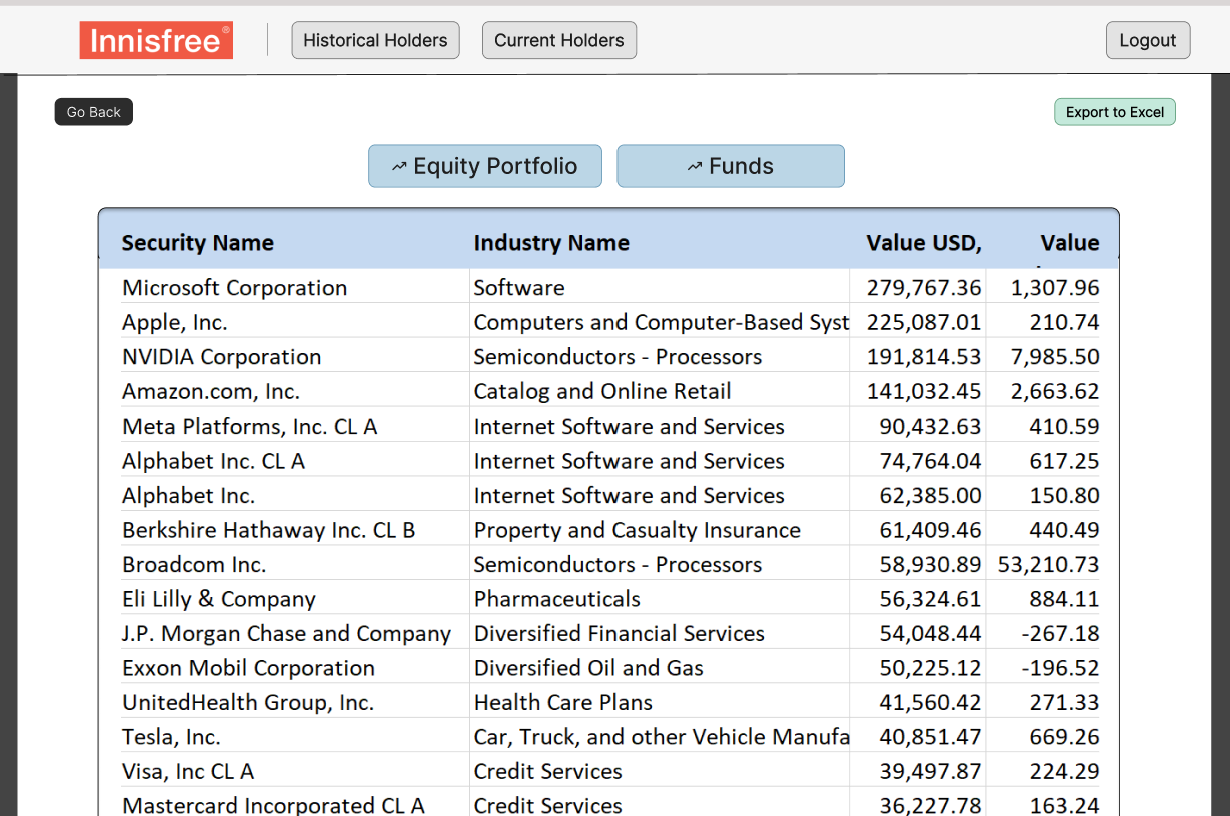 Innisfree®
Historical Holders
Current Holders
Logout
Go Back
Export to Excel
Equity Portfolio
Funds
Security Name Industry Name Value USD, Value
Microsoft Corporation Software 279,767.36 1,307.96
Apple, Inc. Computers and Computer-Based Syst 225,087.01 210.74
NVIDIA Corporation Semiconductors - Processors 191,814.53 7,985.50
Amazon.com, Inc. Catalog and Online Retail 141,032.45 2,663.62
Meta Platforms, Inc. CL A Internet Software and Services 90,432.63 410.59
Alphabet Inc. CL A Internet Software and Services 74,764.04 617.25
Alphabet Inc. Internet Software and Services 62,385.00 150.80
Berkshire Hathaway Inc. CL B Property and Casualty Insurance 61,409.46 440.49
Broadcom Inc. Semiconductors - Processors 58,930.89 53,210.73
Eli Lilly & Company Pharmaceuticals 56,324.61 884.11
J.P. Morgan Chase and Company Diversified Financial Services 54,048.44 -267.18
Exxon Mobil Corporation Diversified Oil and Gas 50,225.12 -196.52
UnitedHealth Group, Inc. Health Care Plans 41,560.42 271.33
Tesla, Inc. Car, Truck, and other Vehicle Manufa 40,851.47 669.26
Visa, Inc CL A Credit Services 39,497.87 224.29
Mastercard Incorporated CL A Credit Services 36,227.78 163.24